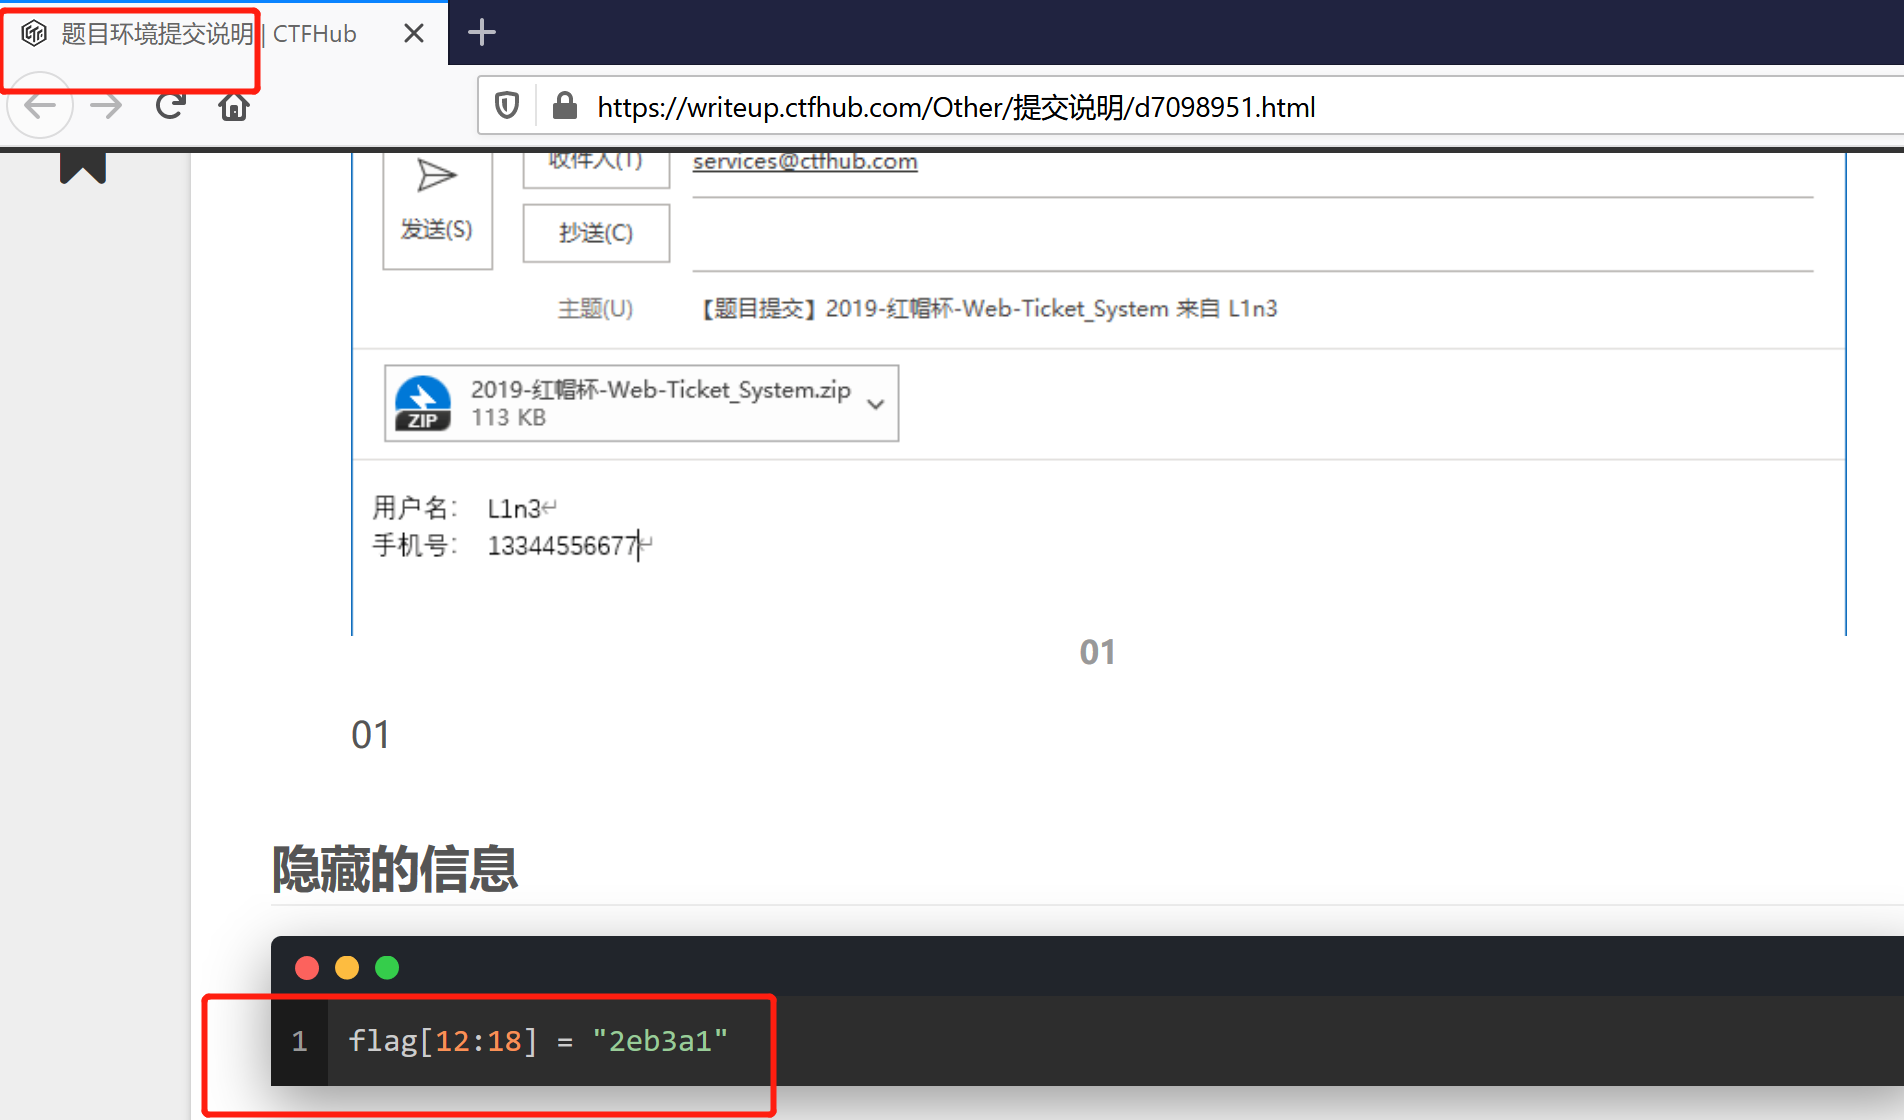 题目环境提交说明 | CTFHub
https://writeup.ctfhub.com/Other/提交说明/d7098951.html
收件人(T)
services@ctfhub.com
发送(S)
抄送(C)
主题(U)
【题目提交】2019-红帽杯-Web-Ticket_System 来自 L1n3
2019-红帽杯-Web-Ticket_System.zip
ZIP
113 KB
用户名： L1n3
手机号： 13344556677
01
01
隐藏的信息
1 flag[12:18] = "2eb3a1"